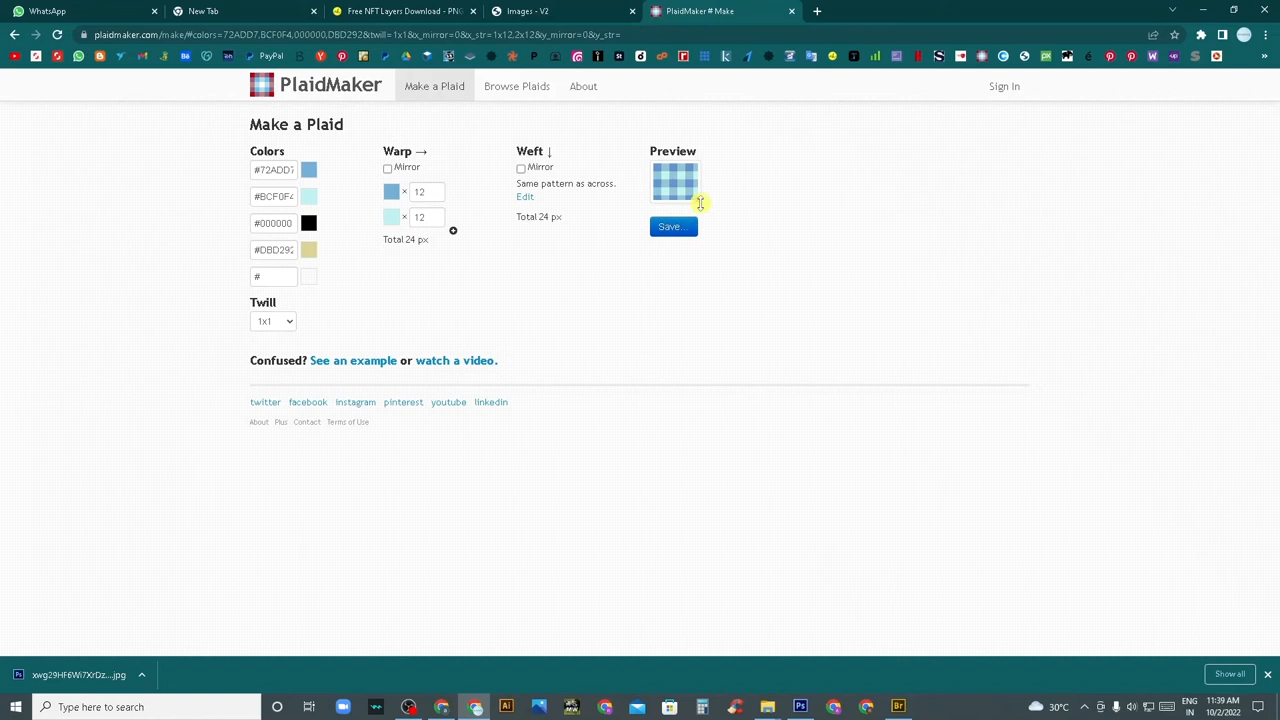 WhatsApp
New Tab
Free NFT Layers Download - PNG
Images - V2
PlaidMaker # Make
plaidmaker.com/make/#colors=72ADD7,BCF0F4,000000,DBD292&twill=1x1&x_mirror=0&x_str=1x12,2x12&y_mirror=0&y_str=
PayPal
PlaidMaker
Make a Plaid
Browse Plaids
About
Sign In
Make a Plaid
Colors
#72ADD7
#BCF0F4
#000000
#DBD292
#
Twill
1x1
Warp →
Mirror
× 12
× 12
Total 24 px
Weft ↓
Mirror
Same pattern as across.
Edit
Total 24 px
Preview
Save...
Confused? See an example or watch a video.
twitter facebook instagram pinterest youtube linkedin
About Plus Contact Terms of Use
xwg29HF6Wi7XrDz....jpg
Show all
Type here to search
30°C
ENG
IN
11:39 AM
10/2/2022